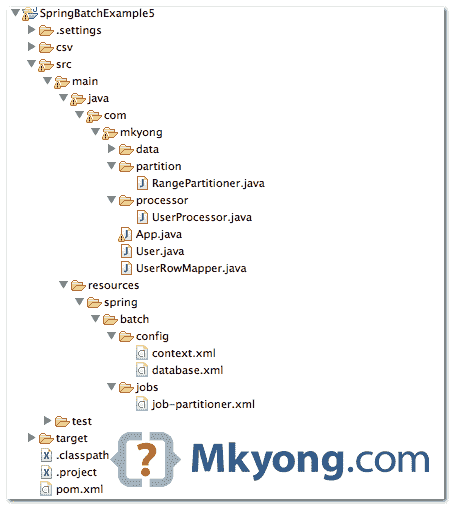 SpringBatchExample5
.settings
csv
src
main
java
com
mkyong
data
partition
RangePartitioner.java
processor
UserProcessor.java
App.java
User.java
UserRowMapper.java
resources
spring
batch
config
context.xml
database.xml
jobs
job-partitioner.xml
test
target
.classpath
.project
pom.xml
{?} Mkyong.com